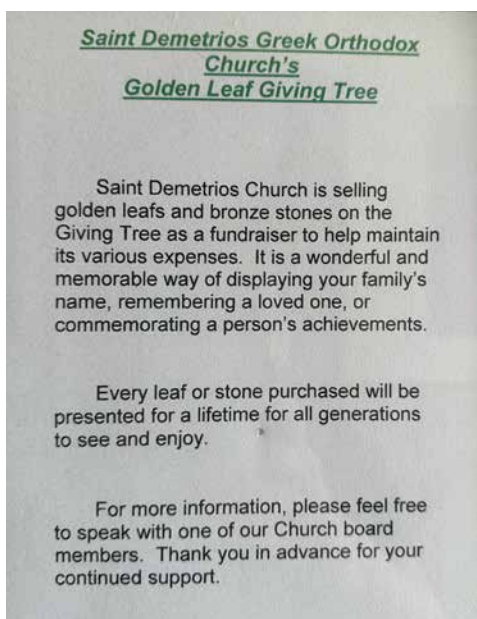 Saint Demetrios Greek Orthodox
Church's
Golden Leaf Giving Tree
Saint Demetrios Church is selling
golden leafs and bronze stones on the
Giving Tree as a fundraiser to help maintain
its various expenses. It is a wonderful and
memorable way of displaying your family's
name, remembering a loved one, or
commemorating a person's achievements.
Every leaf or stone purchased will be
presented for a lifetime for all generations
to see and enjoy.
For more information, please feel free
to speak with one of our Church board
members. Thank you in advance for your
continued support.